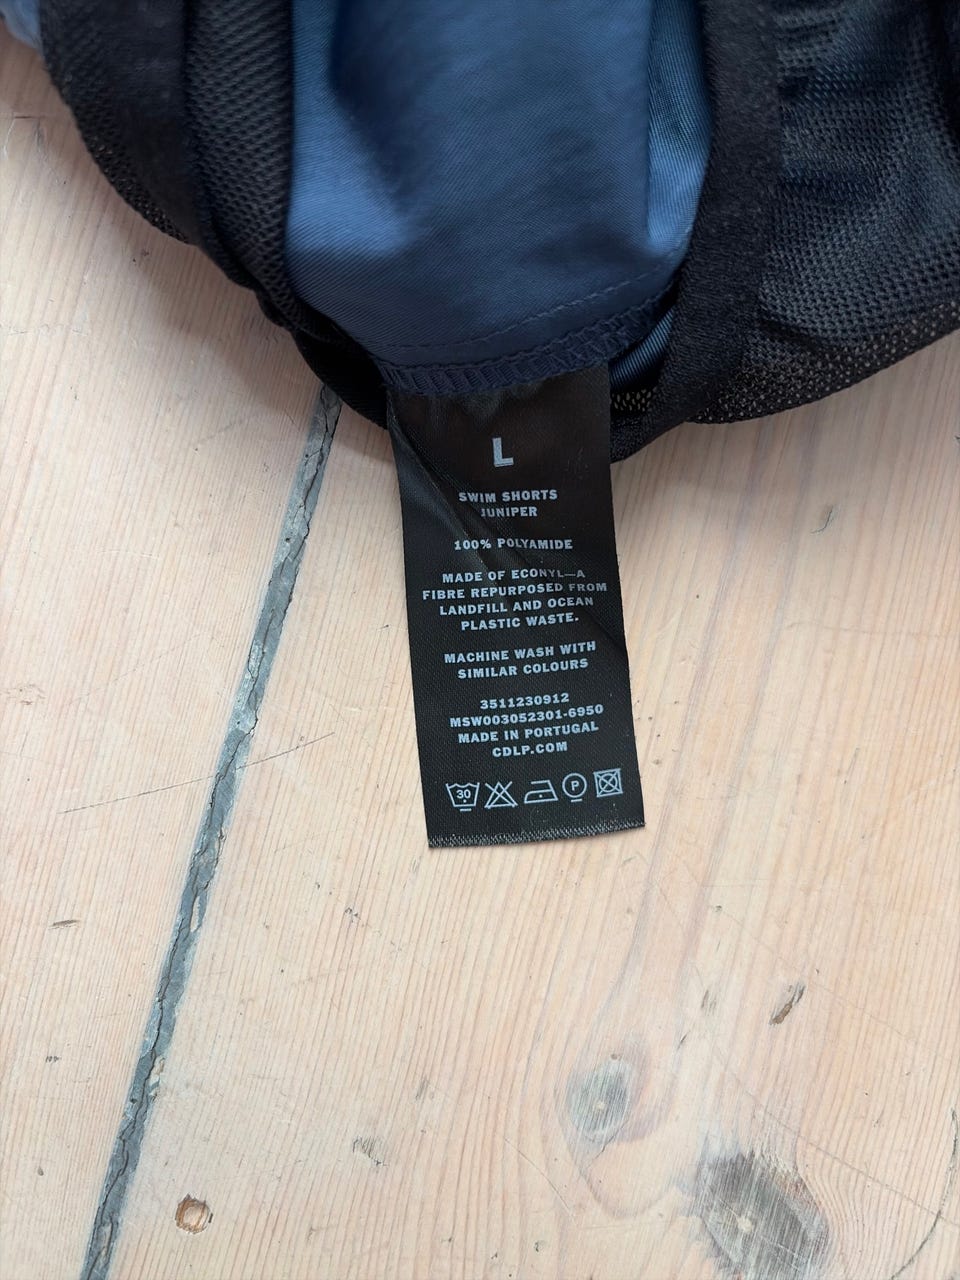 L
SWIM SHORTS
JUNIPER
100% POLYAMIDE
MADE OF ECONYL—A
FIBRE REPURPOSED FROM
LANDFILL AND OCEAN
PLASTIC WASTE.
MACHINE WASH WITH
SIMILAR COLOURS
3511230912
MSW003052301-6950
MADE IN PORTUGAL
CDLP.COM
30 P